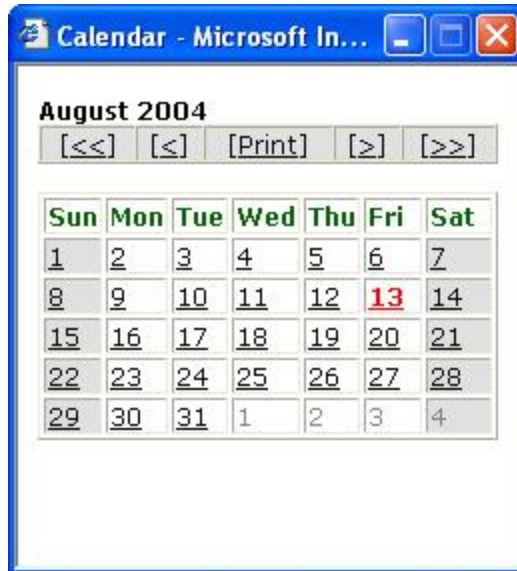 Calendar - Microsoft In...
August 2004
[<<] [<] [Print] [>] [>>]
Sun Mon Tue Wed Thu Fri Sat
1 2 3 4 5 6 7
8 9 10 11 12 13 14
15 16 17 18 19 20 21
22 23 24 25 26 27 28
29 30 31 1 2 3 4